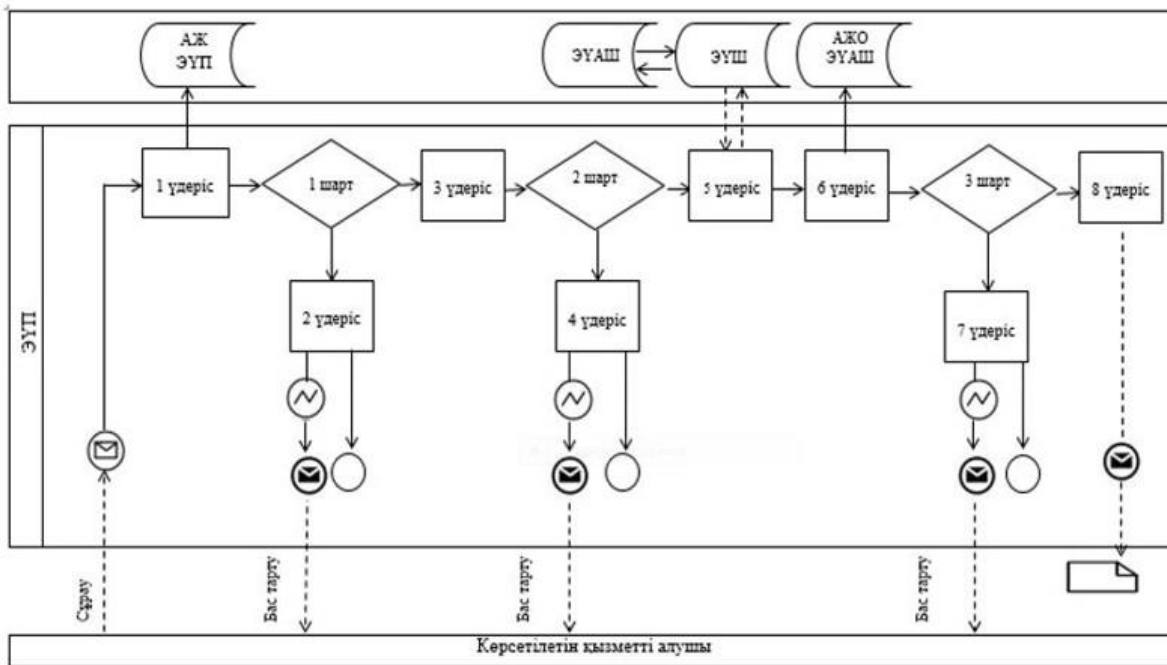 АЖ
ЭҮП
ЭҮАШ
ЭҮШ
АЖО
ЭҮАШ
1 үдеріс
1 шарт
3 үдеріс
2 шарт
5 үдеріс
6 үдеріс
3 шарт
8 үдеріс
2 үдеріс
4 үдеріс
7 үдеріс
ЭҮП
Сұрау
Бас тарту
Бас тарту
Бас тарту
Көрсетілетін қызметті алушы